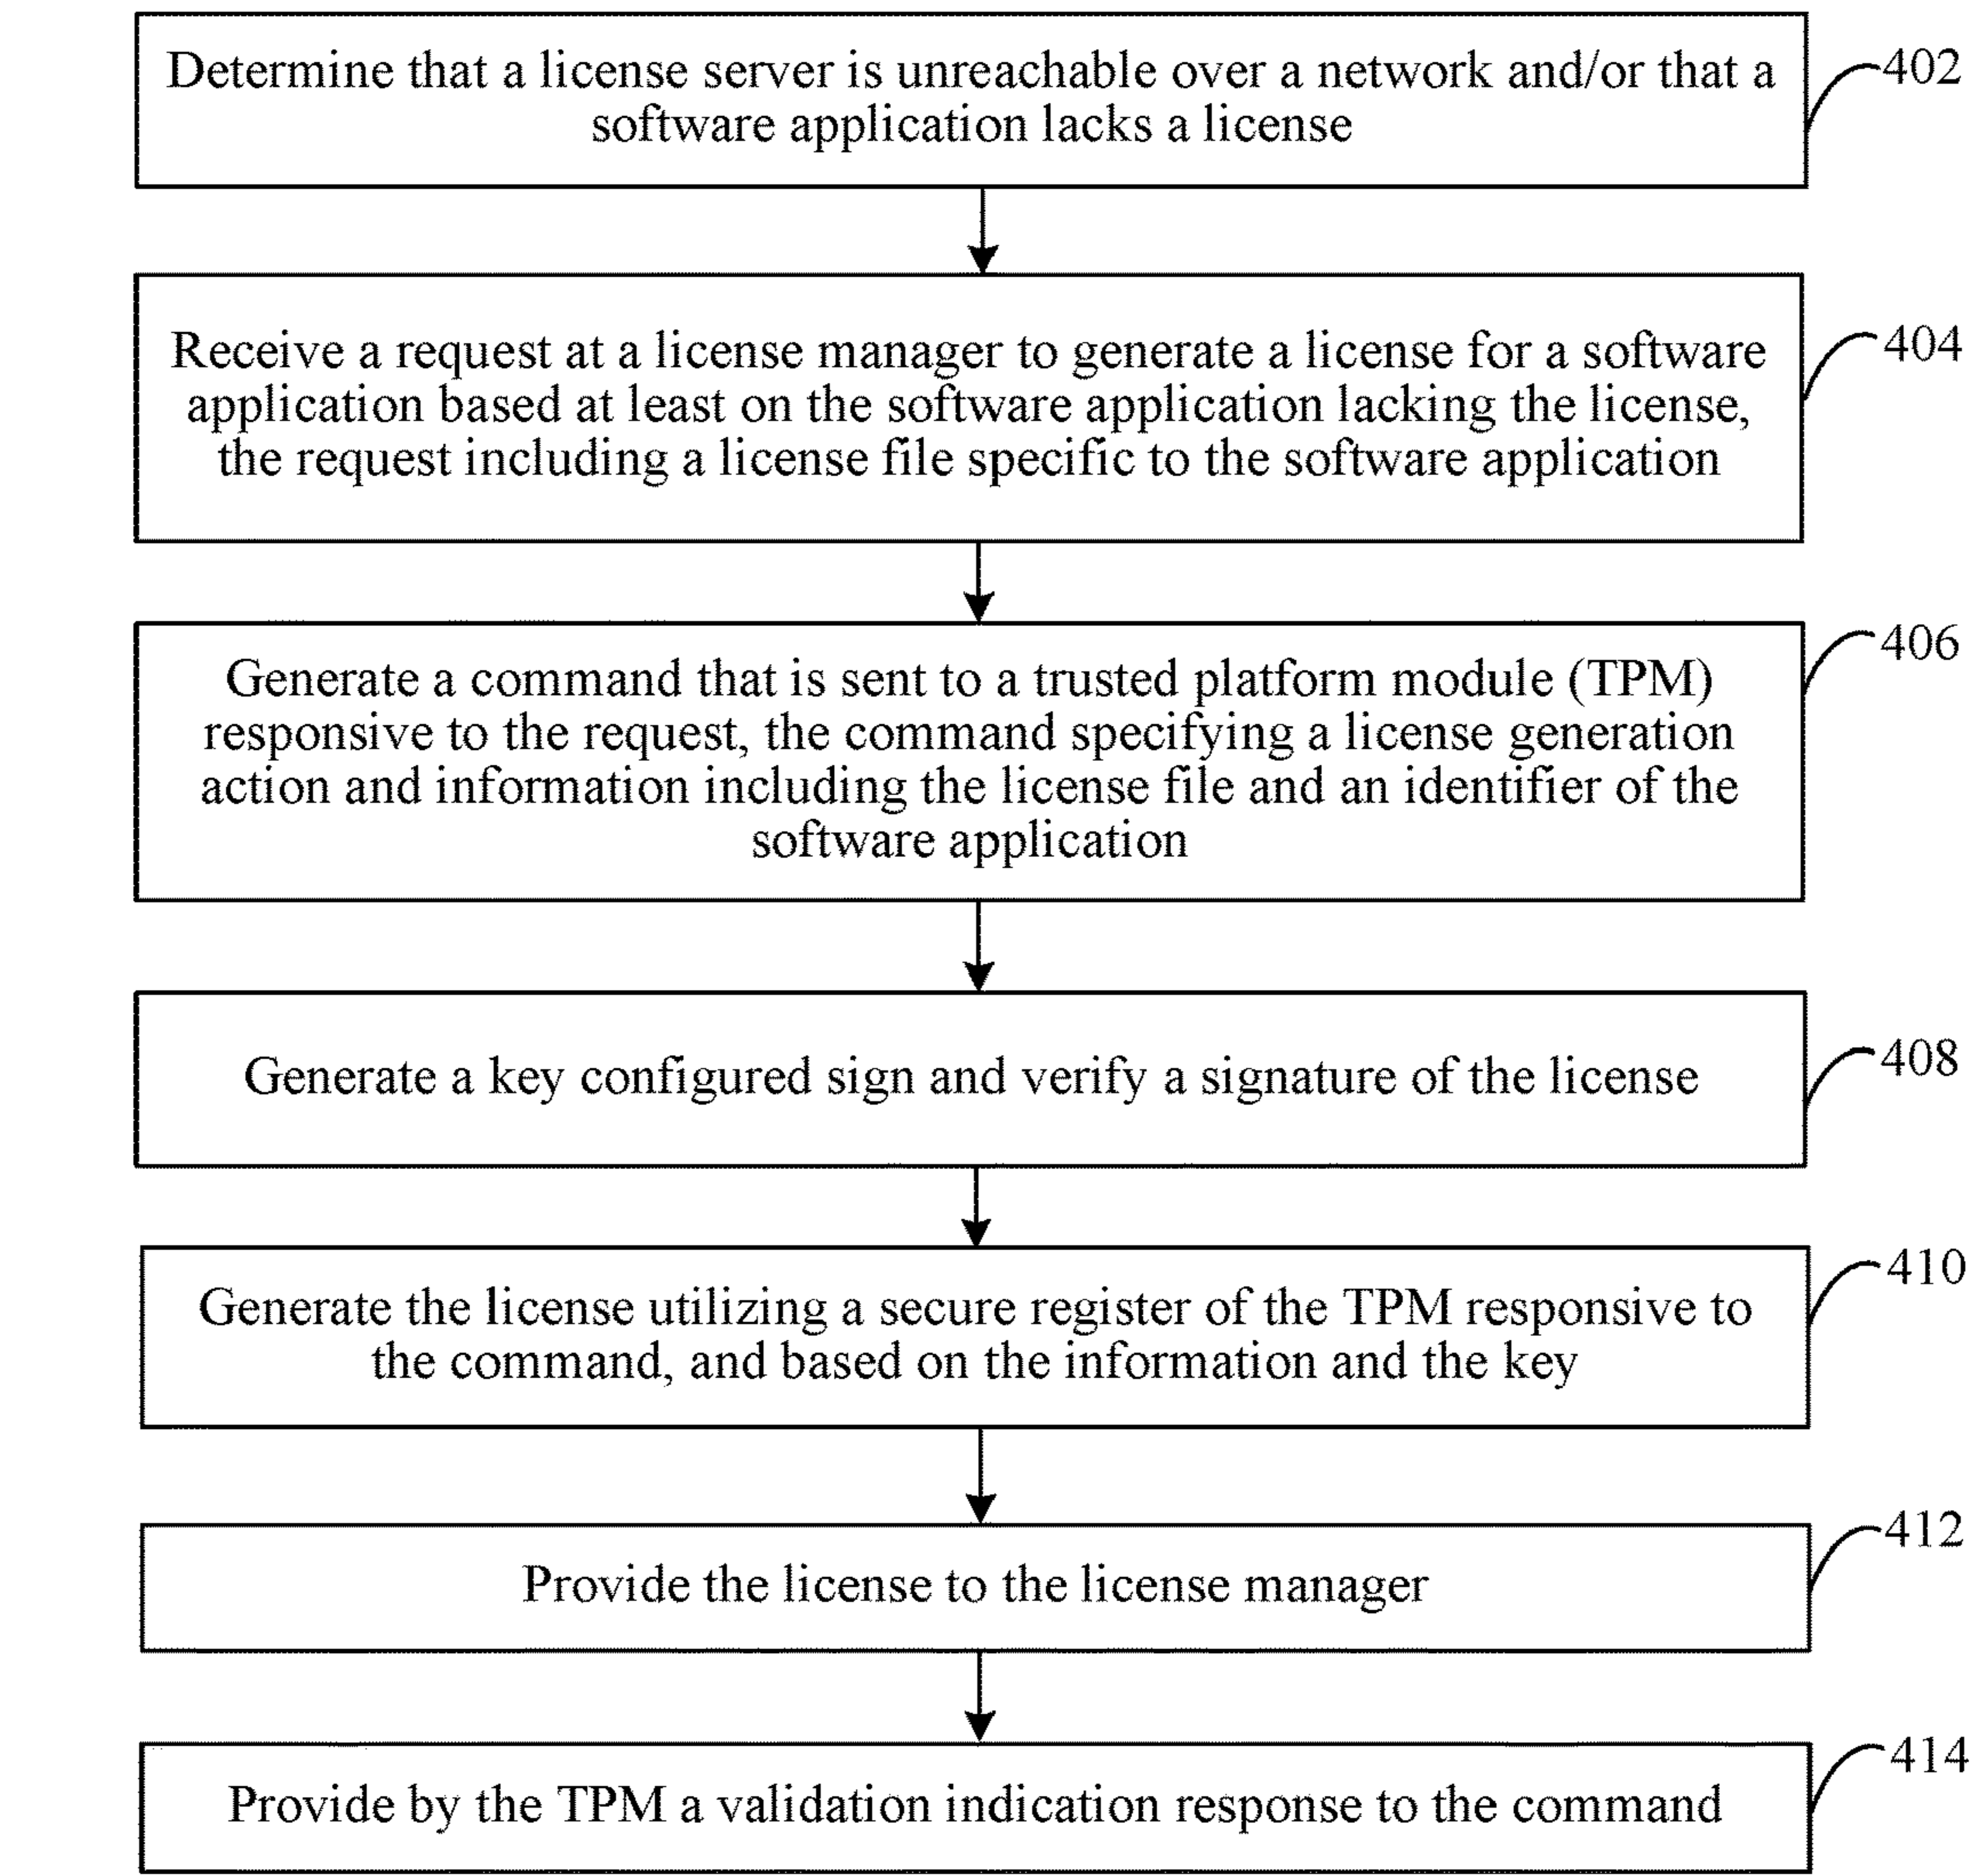 Determine that a license server is unreachable over a network and/or that a
software application lacks a license
402
Receive a request at a license manager to generate a license for a software
application based at least on the software application lacking the license,
the request including a license file specific to the software application
404
Generate a command that is sent to a trusted platform module (TPM)
responsive to the request, the command specifying a license generation
action and information including the license file and an identifier of the
software application
406
Generate a key configured sign and verify a signature of the license
408
Generate the license utilizing a secure register of the TPM responsive to
the command, and based on the information and the key
410
Provide the license to the license manager
412
Provide by the TPM a validation indication response to the command
414